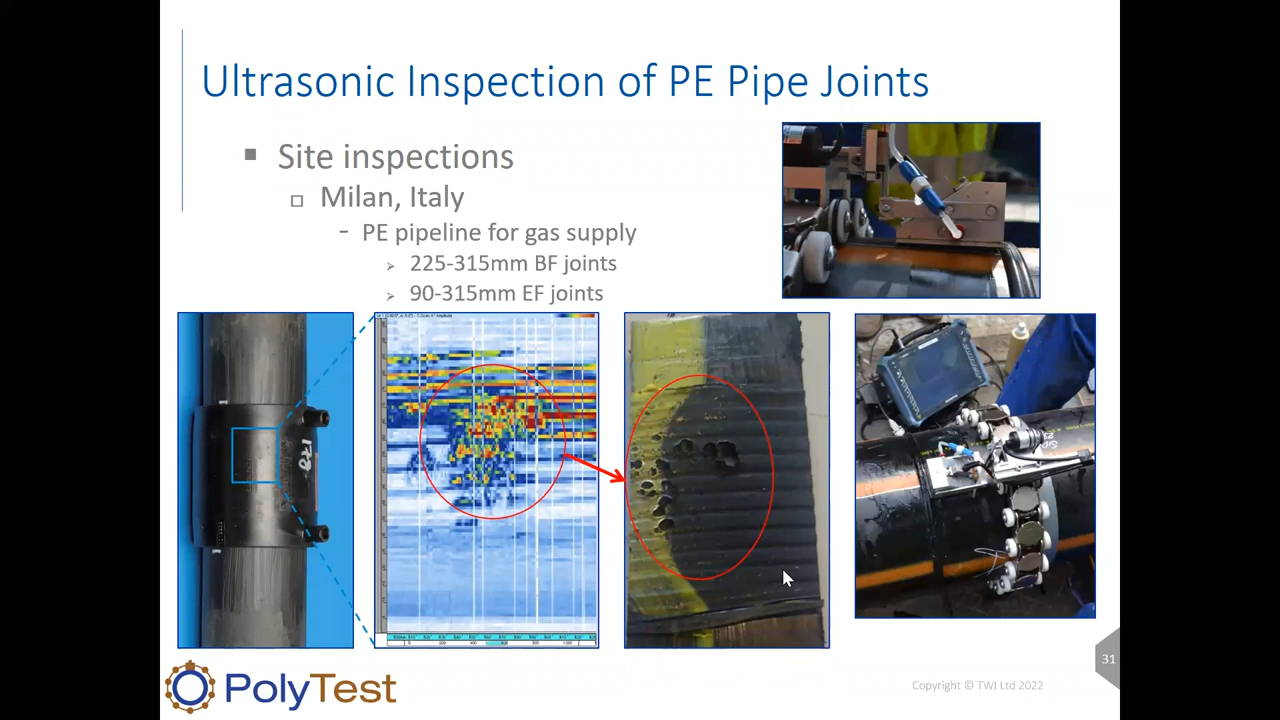 Ultrasonic Inspection of PE Pipe Joints
Site inspections
Milan, Italy
PE pipeline for gas supply
225-315mm BF joints
90-315mm EF joints
178
PolyTest
Copyright © TWI Ltd 2022
31